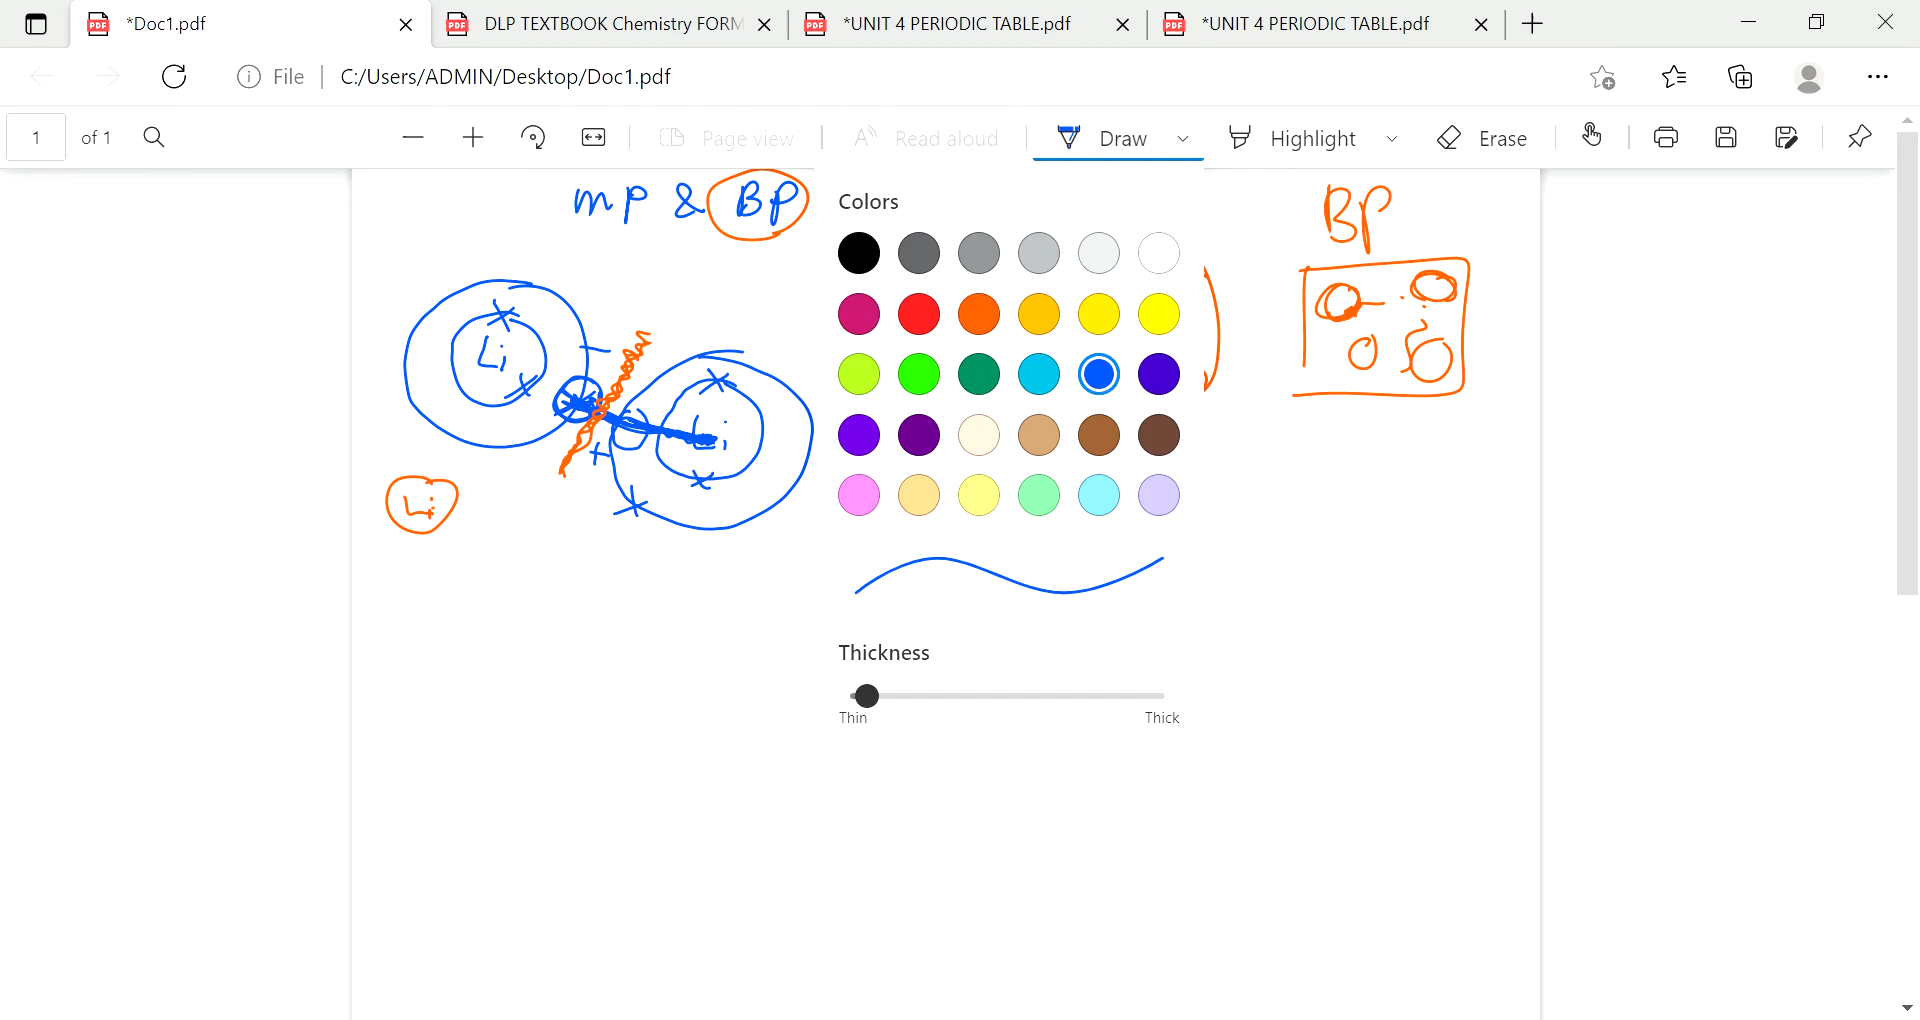 *Doc1.pdf
DLP TEXTBOOK Chemistry FORM
*UNIT 4 PERIODIC TABLE.pdf
*UNIT 4 PERIODIC TABLE.pdf
File
C:/Users/ADMIN/Desktop/Doc1.pdf
1
of 1
Page view
Read aloud
Draw
Highlight
Erase
MP & BP
Colors
BP
Li
Li
Li
Thickness
Thin
Thick